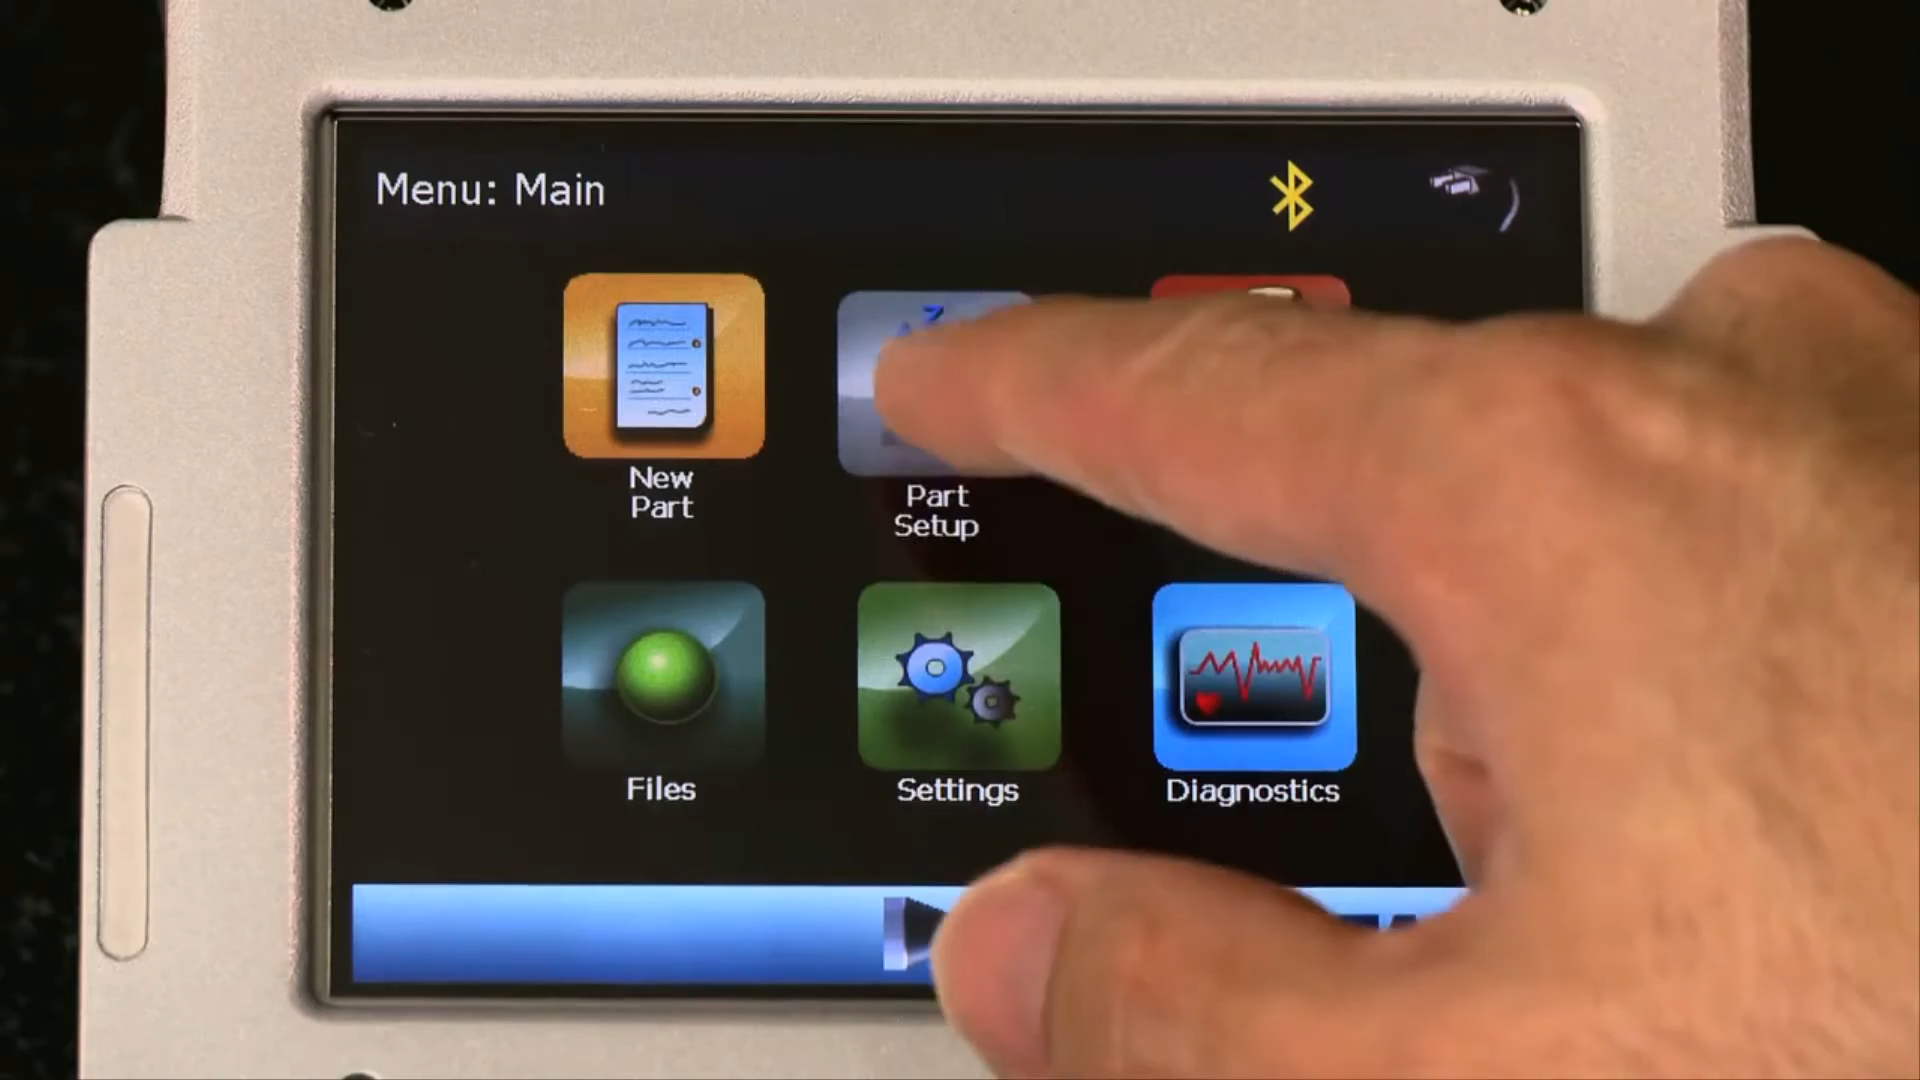 Menu: Main
New
Part
Part
Setup
Files
Settings
Diagnostics